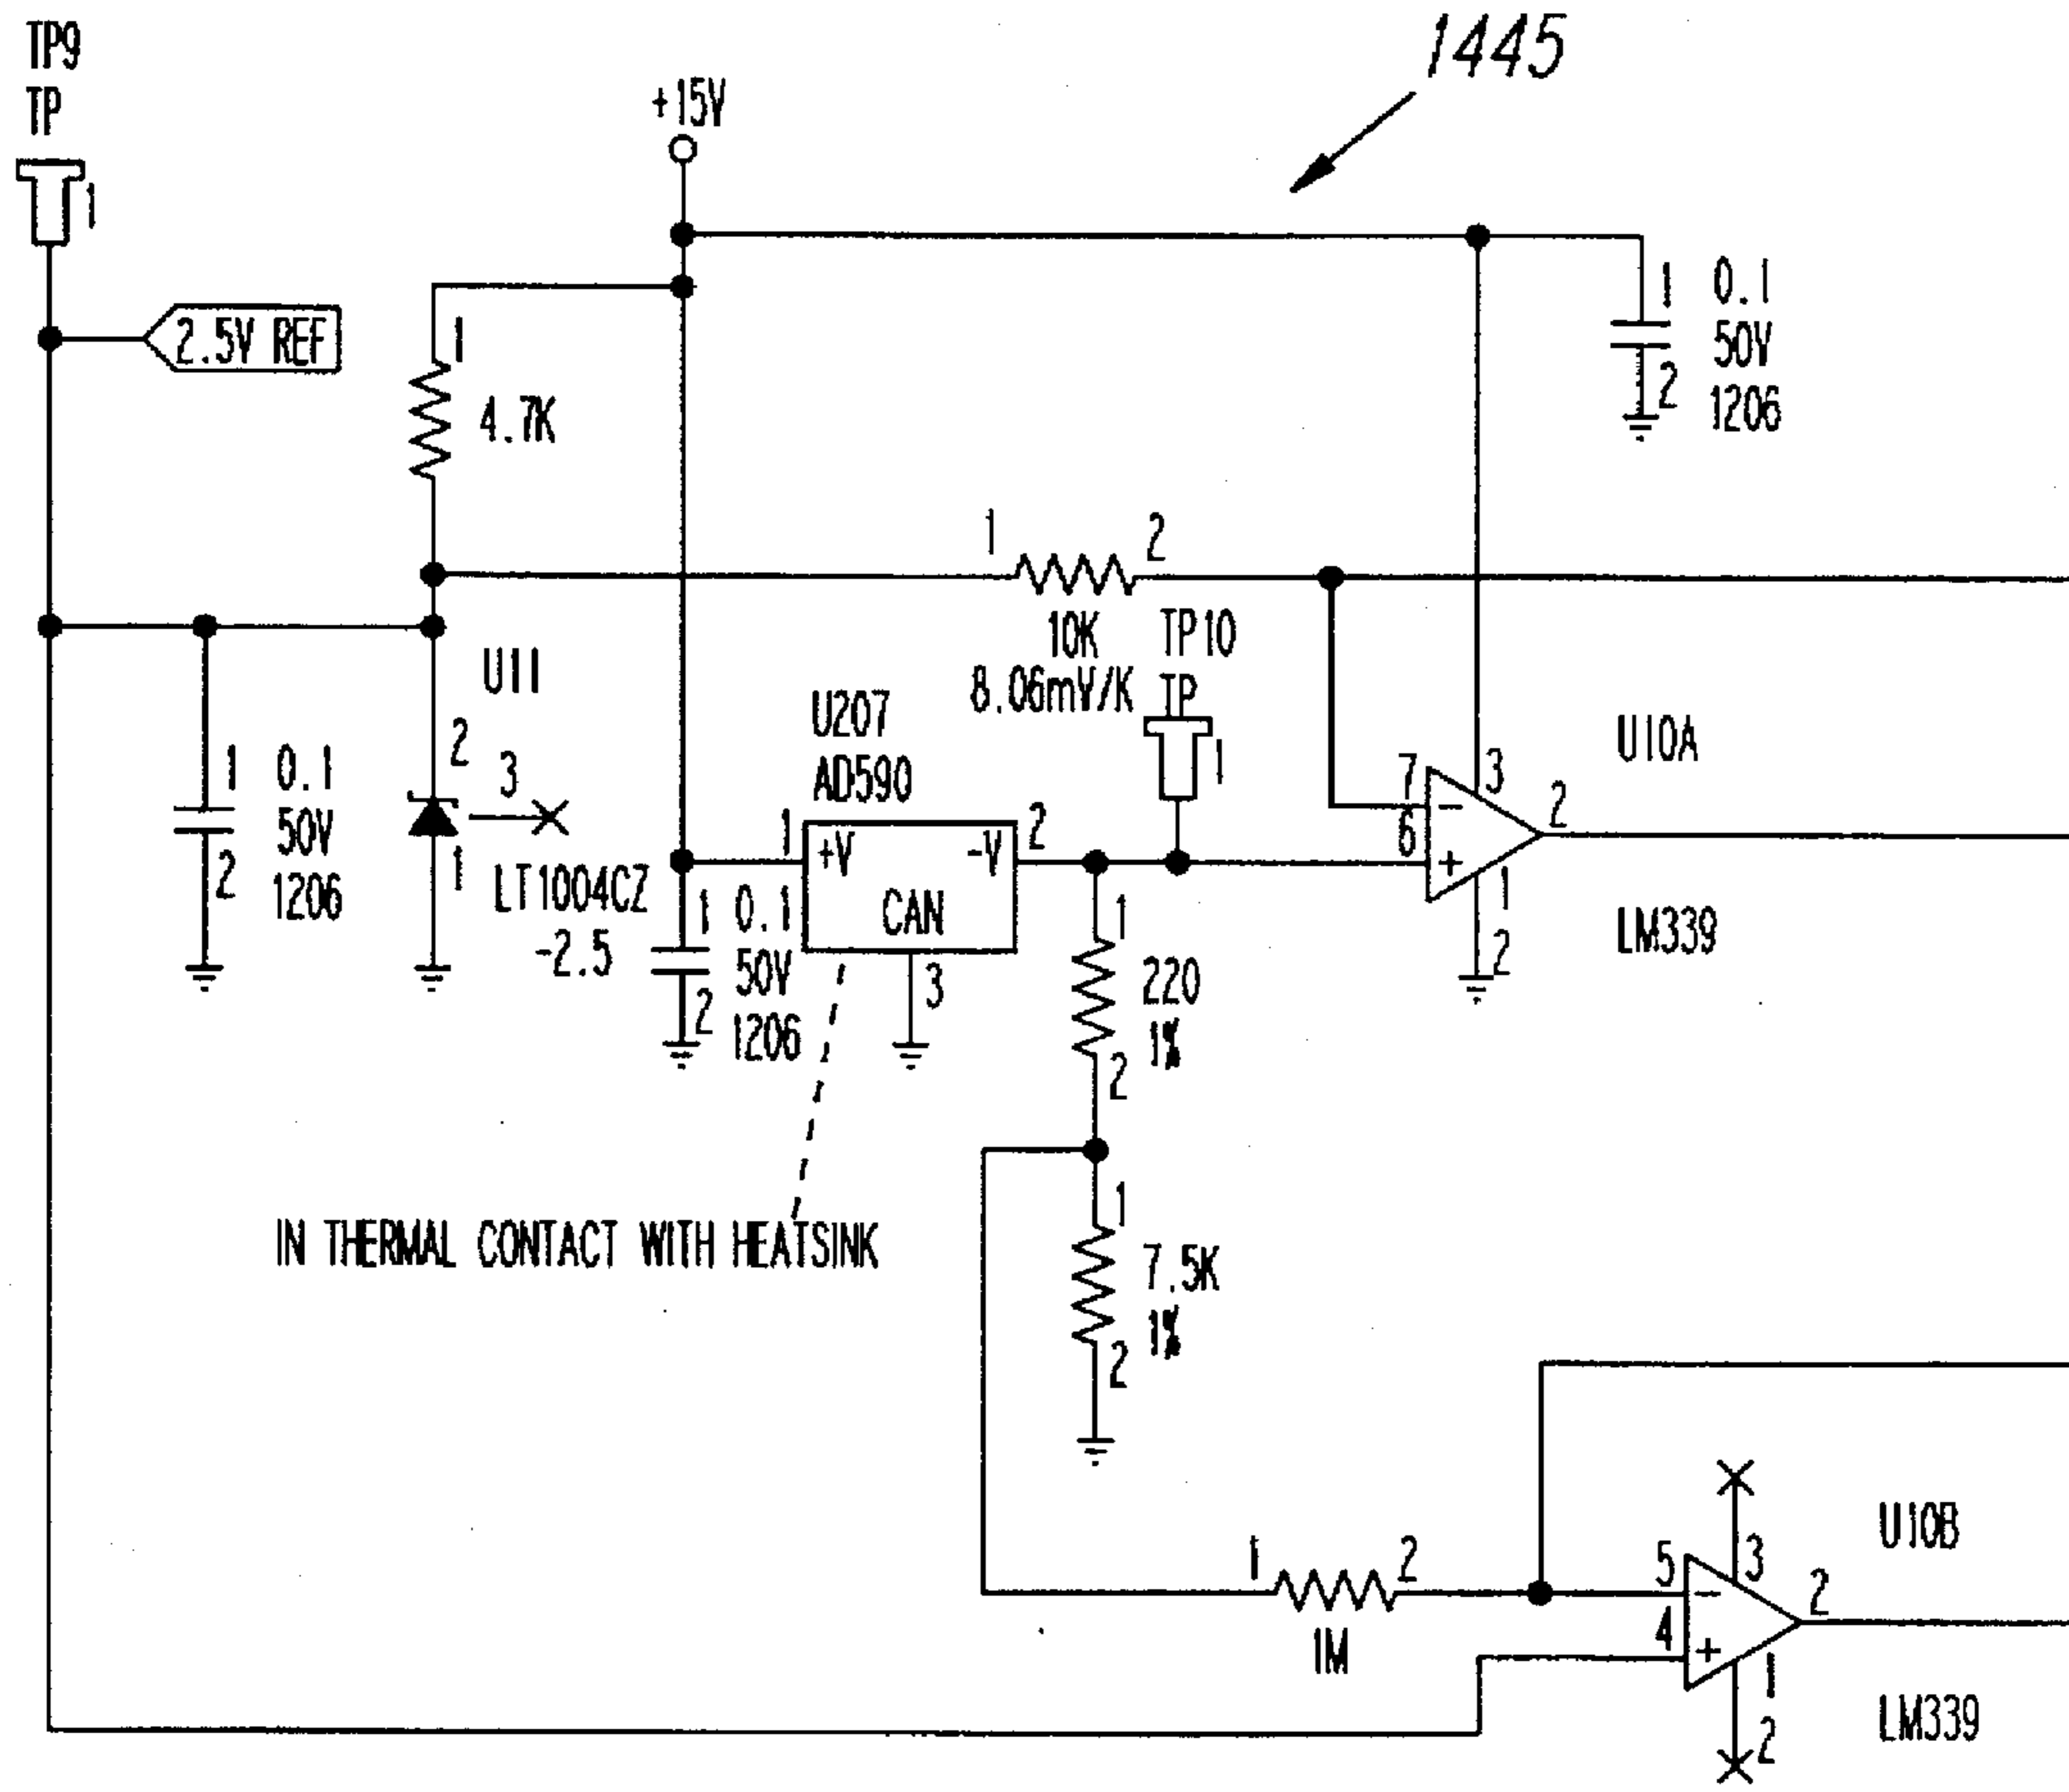 TP9
TP
1
1445
+15V
2.5V REF
1
4.7K
1
2
0.1
50V
1206
1
2
10K
8.06mV/K
TP10
TP
1
U11
2
3
1
LT1004CZ
-2.5
1
2
0.1
50V
1206
U207
AD590
1
+V
-V
2
CAN
3
1
2
0.1
50V
1206
U10A
7
6
-
+
3
2
1
2
LM339
1
2
220
1%
IN THERMAL CONTACT WITH HEATSINK
1
2
7.5K
1%
1
2
1M
U10B
5
4
-
+
3
2
1
2
LM339